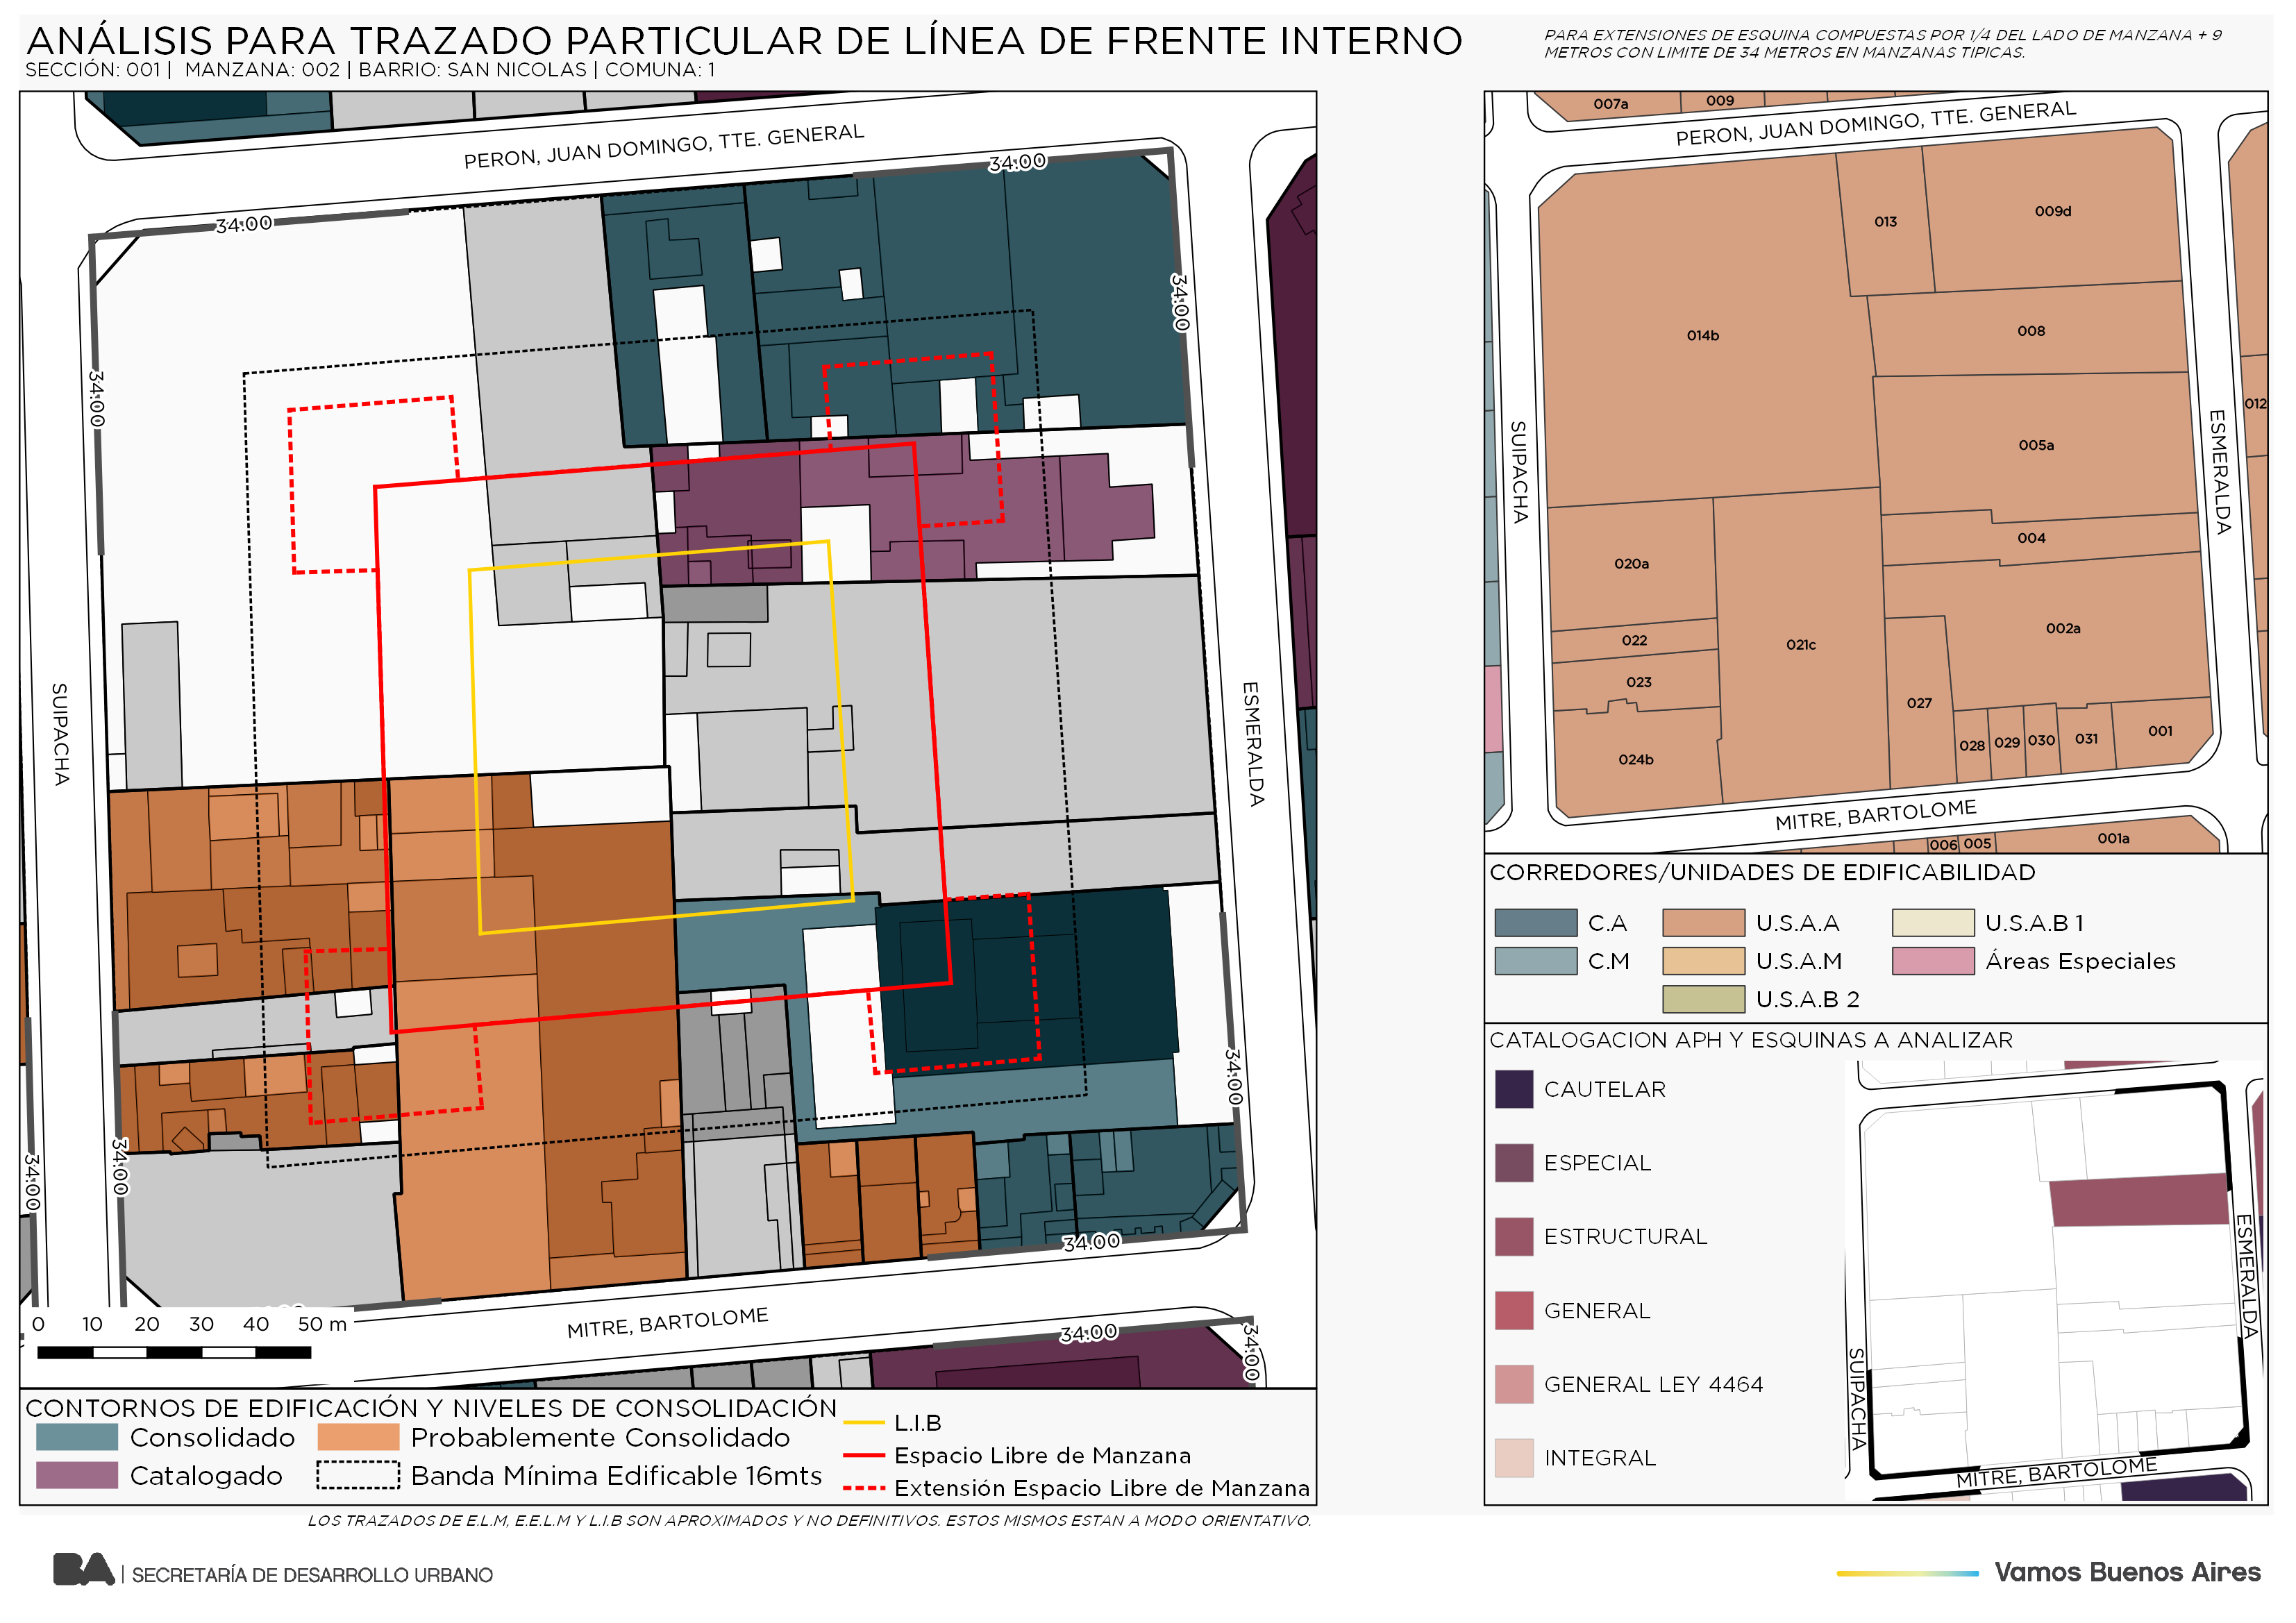 ANÁLISIS PARA TRAZADO PARTICULAR DE LÍNEA DE FRENTE INTERNO
SECCIÓN: 001 | MANZANA: 002 | BARRIO: SAN NICOLAS | COMUNA: 1
PARA EXTENSIONES DE ESQUINA COMPUESTAS POR 1/4 DEL LADO DE MANZANA + 9
METROS CON LIMITE DE 34 METROS EN MANZANAS TIPICAS.
PERON, JUAN DOMINGO, TTE. GENERAL
34.00
34.00
34.00
34.00
SUIPACHA
ESMERALDA
34.00
34.00
34.00
34.00
MITRE, BARTOLOME
34.00
34.00
0 10 20 30 40 50 m
CONTORNOS DE EDIFICACIÓN Y NIVELES DE CONSOLIDACIÓN
Consolidado
Probablemente Consolidado
Catalogado
Banda Mínima Edificable 16mts
L.I.B
Espacio Libre de Manzana
Extensión Espacio Libre de Manzana
007a
009
PERON, JUAN DOMINGO, TTE. GENERAL
013
009d
014b
008
012
SUIPACHA
ESMERALDA
005a
004
020a
022
021c
002a
023
027
024b
028
029
030
031
001
MITRE, BARTOLOME
006
005
001a
CORREDORES/UNIDADES DE EDIFICABILIDAD
C.A
U.S.A.A
U.S.A.B 1
C.M
U.S.A.M
Áreas Especiales
U.S.A.B 2
CATALOGACION APH Y ESQUINAS A ANALIZAR
CAUTELAR
ESPECIAL
ESTRUCTURAL
GENERAL
GENERAL LEY 4464
INTEGRAL
ESMERALDA
SUIPACHA
MITRE, BARTOLOME
LOS TRAZADOS DE E.L.M, E.E.L.M Y L.I.B SON APROXIMADOS Y NO DEFINITIVOS. ESTOS MISMOS ESTAN A MODO ORIENTATIVO.
BA | SECRETARÍA DE DESARROLLO URBANO
Vamos Buenos Aires